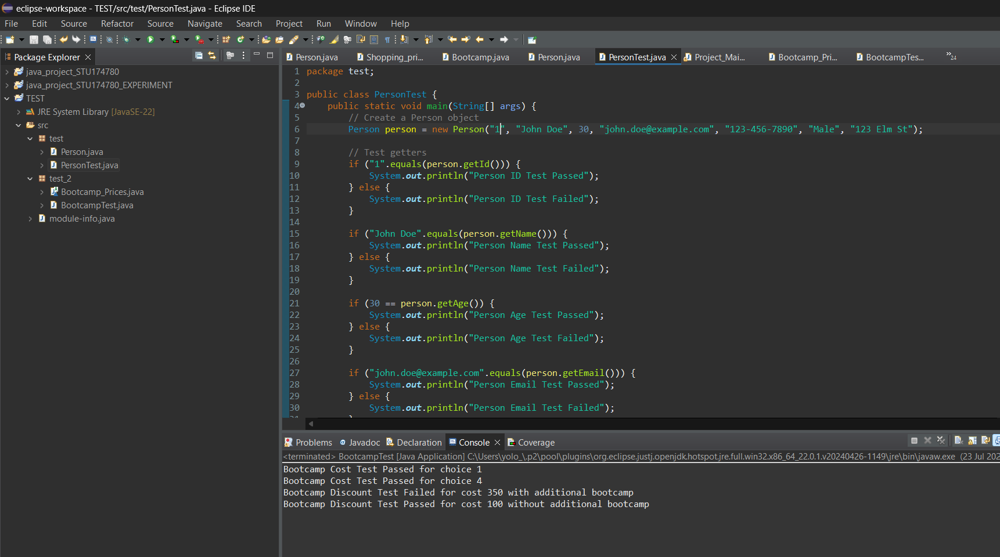 eclipse-workspace - TEST/src/test/PersonTest.java - Eclipse IDE
File Edit Source Refactor Source Navigate Search Project Run Window Help
Package Explorer
java_project_STU174780
java_project_STU174780_EXPERIMENT
TEST
JRE System Library [JavaSE-22]
src
test
Person.java
PersonTest.java
test_2
Bootcamp_Prices.java
BootcampTest.java
module-info.java
Person.java Shopping_pri... Bootcamp.java Person.java PersonTest.java Project_Mai... Bootcamp_Pri... BootcampTes... »24
1 package test;
2
3 public class PersonTest {
4 public static void main(String[] args) {
5 // Create a Person object
6 Person person = new Person("1", "John Doe", 30, "john.doe@example.com", "123-456-7890", "Male", "123 Elm St");
7
8 // Test getters
9 if ("1".equals(person.getId())) {
10 System.out.println("Person ID Test Passed");
11 } else {
12 System.out.println("Person ID Test Failed");
13 }
14
15 if ("John Doe".equals(person.getName())) {
16 System.out.println("Person Name Test Passed");
17 } else {
18 System.out.println("Person Name Test Failed");
19 }
20
21 if (30 == person.getAge()) {
22 System.out.println("Person Age Test Passed");
23 } else {
24 System.out.println("Person Age Test Failed");
25 }
26
27 if ("john.doe@example.com".equals(person.getEmail())) {
28 System.out.println("Person Email Test Passed");
29 } else {
30 System.out.println("Person Email Test Failed");
Problems Javadoc Declaration Console Coverage
<terminated> BootcampTest [Java Application] C:\Users\yolo_\.p2\pool\plugins\org.eclipse.justj.openjdk.hotspot.jre.full.win32.x86_64_22.0.1.v20240426-1149\jre\bin\javaw.exe (23 Jul 202
Bootcamp Cost Test Passed for choice 1
Bootcamp Cost Test Passed for choice 4
Bootcamp Discount Test Failed for cost 350 with additional bootcamp
Bootcamp Discount Test Passed for cost 100 without additional bootcamp